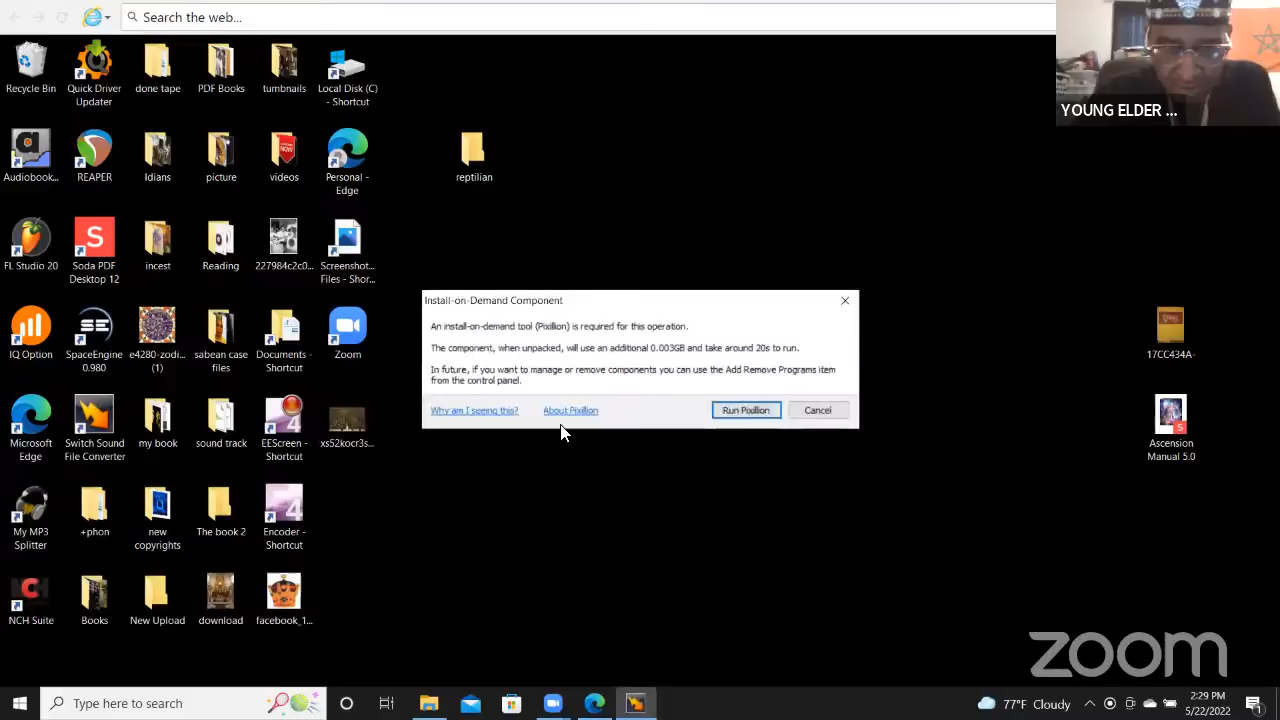 Search the web...
YOUNG ELDER ...
Recycle Bin
Quick Driver
Updater
done tape
PDF Books
tumbnails
Local Disk (C)
- Shortcut
Audiobook...
REAPER
Idians
picture
videos
Personal -
Edge
reptilian
FL Studio 20
Soda PDF
Desktop 12
incest
Reading
227984c2c0...
Screenshot...
Files - Shor...
Install-on-Demand Component
An install-on-demand tool (Pixillion) is required for this operation.
The component, when unpacked, will use an additional 0.003GB and take around 20s to run.
In future, if you want to manage or remove components you can use the Add Remove Programs item
from the control panel.
Why am I seeing this?
About Pixillion
Run Pixillion
Cancel
IQ Option
SpaceEngine
0.980
e4280-zodi...
(1)
sabean case
files
Documents -
Shortcut
Zoom
17CC434A-
Microsoft
Edge
Switch Sound
File Converter
my book
sound track
EEScreen -
Shortcut
xs52kocr3s...
Ascension
Manual 5.0
My MP3
Splitter
+phon
new
copyrights
The book 2
Encoder -
Shortcut
NCH Suite
Books
New Upload
download
facebook_1...
zoom
Type here to search
77°F Cloudy
2:29 PM
5/22/2022
1